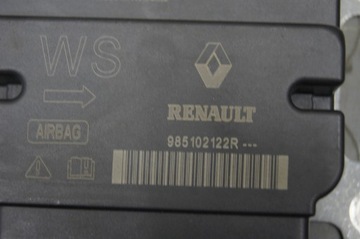 WS
RENAULT
985102122R ---
AIRBAG